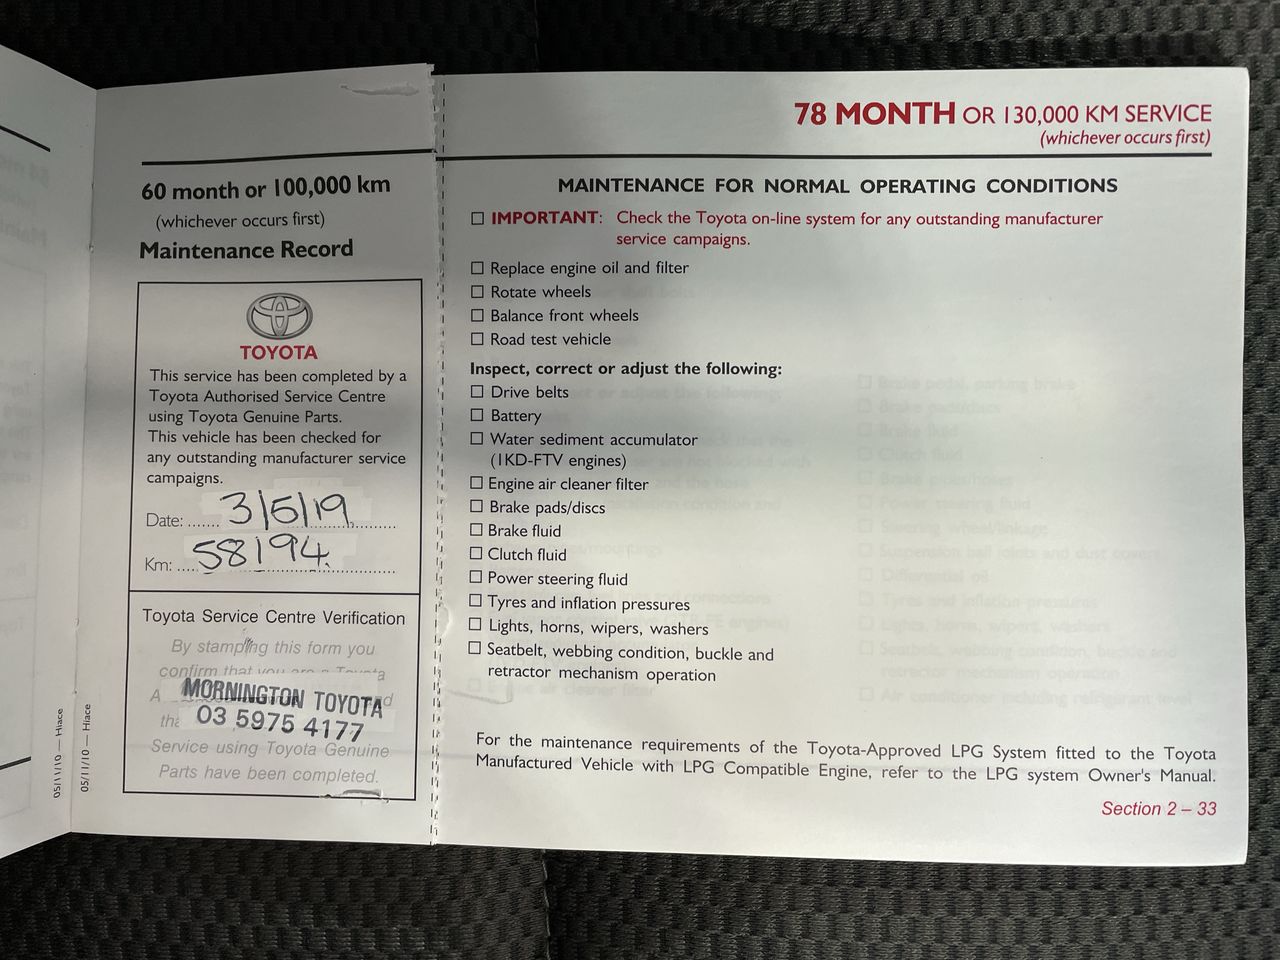 60 month or 100,000 km
(whichever occurs first)
Maintenance Record
TOYOTA
This service has been completed by a
Toyota Authorised Service Centre
using Toyota Genuine Parts.
This vehicle has been checked for
any outstanding manufacturer service
campaigns.
Date: ....... 3/5/19 ..........
Km: .... 58194. ................
Toyota Service Centre Verification
By stamping this form you
confirm that you are a Toyota
A
MORNINGTON TOYOTA
03 5975 4177
Service using Toyota Genuine
Parts have been completed.
05/11/10 — Hiace
05/11/10 — Hiace
78 MONTH OR 130,000 KM SERVICE
(whichever occurs first)
MAINTENANCE FOR NORMAL OPERATING CONDITIONS
☐ IMPORTANT: Check the Toyota on-line system for any outstanding manufacturer
service campaigns.
☐ Replace engine oil and filter
☐ Rotate wheels
☐ Balance front wheels
☐ Road test vehicle
Inspect, correct or adjust the following:
☐ Drive belts
☐ Battery
☐ Water sediment accumulator
(1KD-FTV engines)
☐ Engine air cleaner filter
☐ Brake pads/discs
☐ Brake fluid
☐ Clutch fluid
☐ Power steering fluid
☐ Tyres and inflation pressures
☐ Lights, horns, wipers, washers
☐ Seatbelt, webbing condition, buckle and
retractor mechanism operation
For the maintenance requirements of the Toyota-Approved LPG System fitted to the Toyota
Manufactured Vehicle with LPG Compatible Engine, refer to the LPG system Owner's Manual.
Section 2 – 33